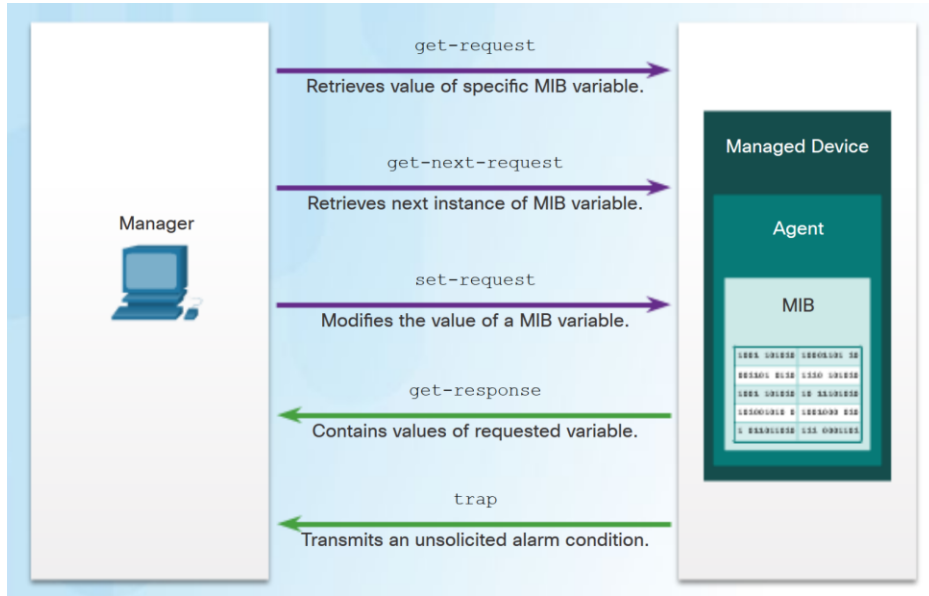 get-request
Retrieves value of specific MIB variable.
Managed Device
get-next-request
Retrieves next instance of MIB variable.
Manager
Agent
set-request
MIB
Modifies the value of a MIB variable.
get-response
Contains values of requested variable.
trap
Transmits an unsolicited alarm condition.